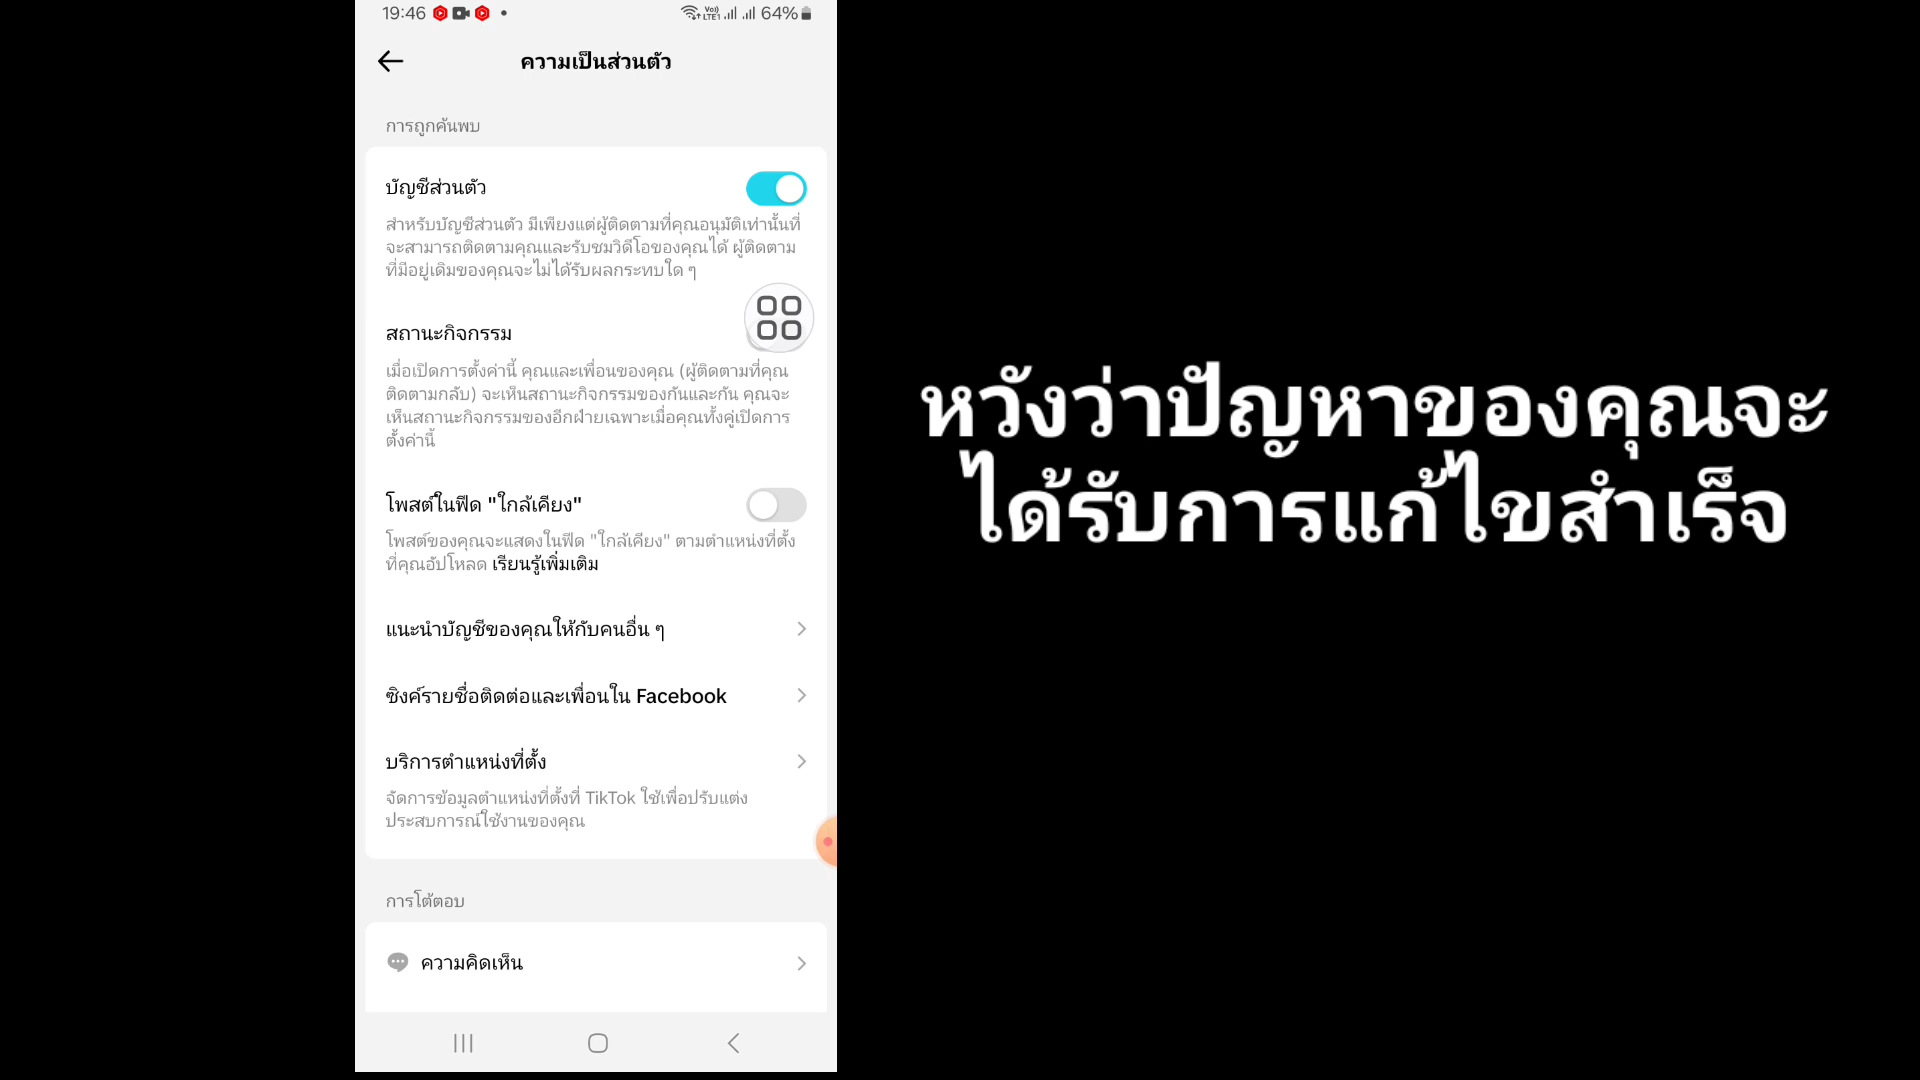 19:46
Vo)) LTE1 64%
ความเป็นส่วนตัว
การถูกค้นพบ
บัญชีส่วนตัว
สำหรับบัญชีส่วนตัว มีเพียงแต่ผู้ติดตามที่คุณอนุมัติเท่านั้นที่
จะสามารถติดตามคุณและรับชมวิดีโอของคุณได้ ผู้ติดตาม
ที่มีอยู่เดิมของคุณจะไม่ได้รับผลกระทบใด ๆ
สถานะกิจกรรม
เมื่อเปิดการตั้งค่านี้ คุณและเพื่อนของคุณ (ผู้ติดตามที่คุณ
ติดตามกลับ) จะเห็นสถานะกิจกรรมของกันและกัน คุณจะ
เห็นสถานะกิจกรรมของอีกฝ่ายเฉพาะเมื่อคุณทั้งคู่เปิดการ
ตั้งค่านี้
โพสต์ในฟีด "ใกล้เคียง"
โพสต์ของคุณจะแสดงในฟีด "ใกล้เคียง" ตามตำแหน่งที่ตั้ง
ที่คุณอัปโหลด เรียนรู้เพิ่มเติม
แนะนำบัญชีของคุณให้กับคนอื่น ๆ
ซิงค์รายชื่อติดต่อและเพื่อนใน Facebook
บริการตำแหน่งที่ตั้ง
จัดการข้อมูลตำแหน่งที่ตั้งที่ TikTok ใช้เพื่อปรับแต่ง
ประสบการณ์ใช้งานของคุณ
การโต้ตอบ
ความคิดเห็น
หวังว่าปัญหาของคุณจะ
ได้รับการแก้ไขสำเร็จ